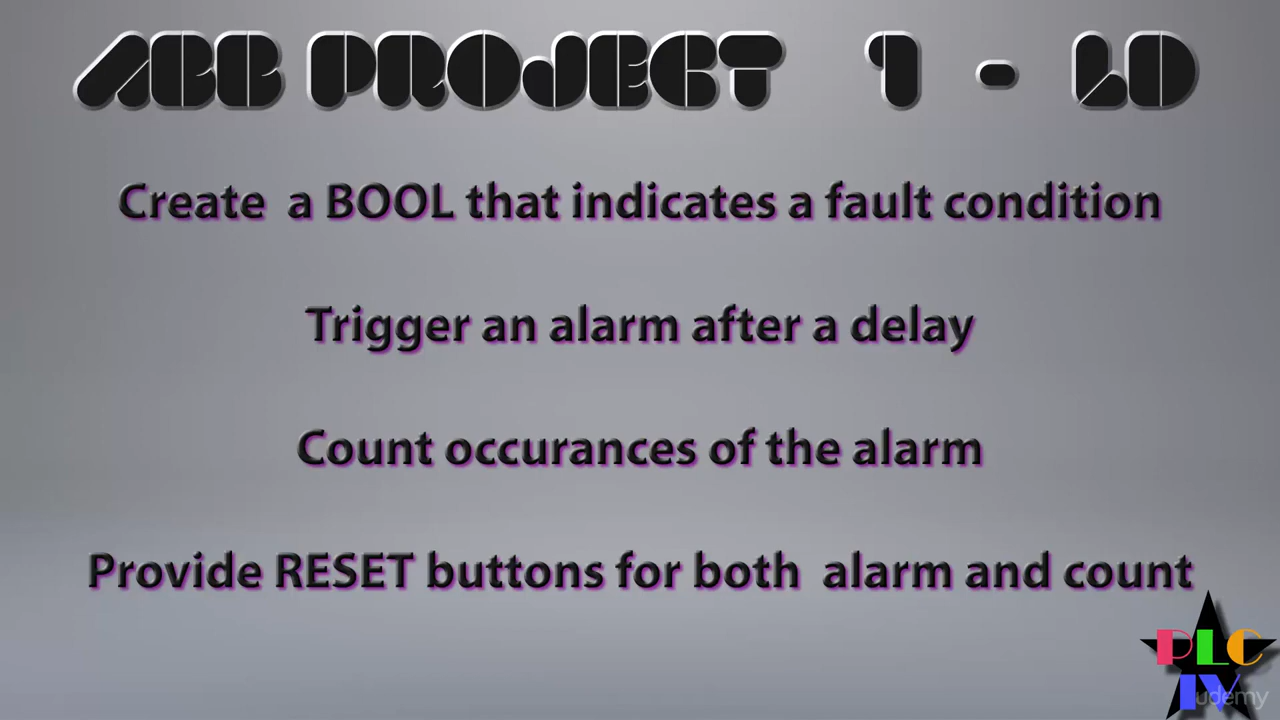 ABB PROJECT 1 - LD
Create a BOOL that indicates a fault condition
Trigger an alarm after a delay
Count occurances of the alarm
Provide RESET buttons for both alarm and count
PLC
IV
udemy